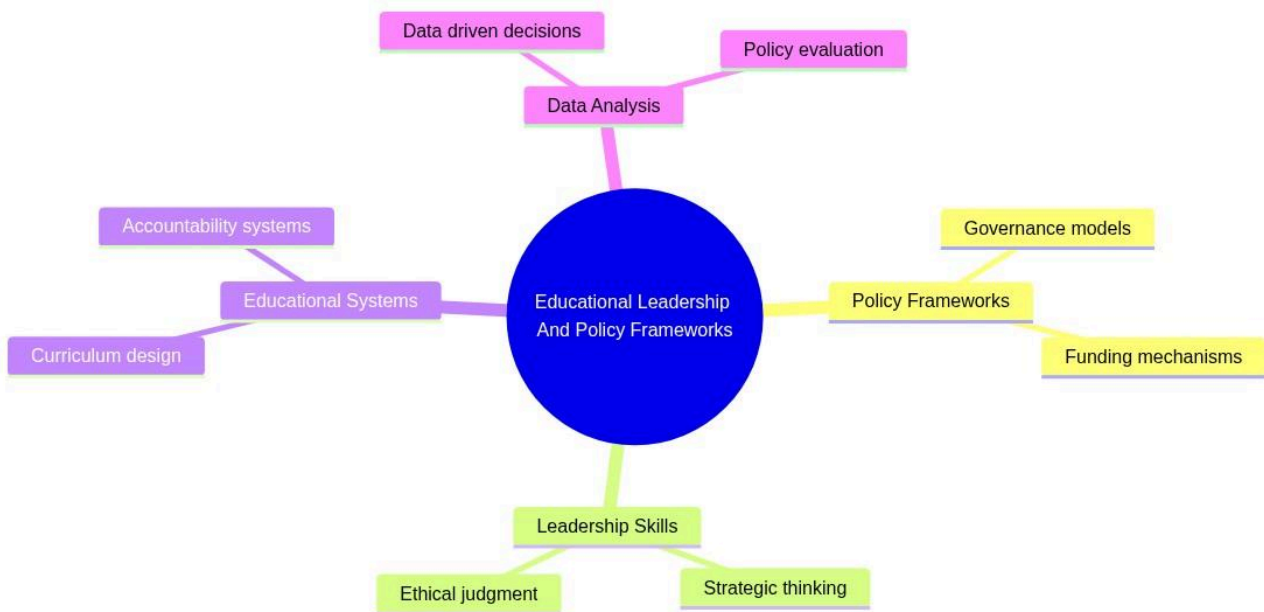 Data driven decisions
Policy evaluation
Data Analysis
Accountability systems
Governance models
Educational Systems
Educational Leadership
And Policy Frameworks
Policy Frameworks
Curriculum design
Funding mechanisms
Leadership Skills
Ethical judgment
Strategic thinking